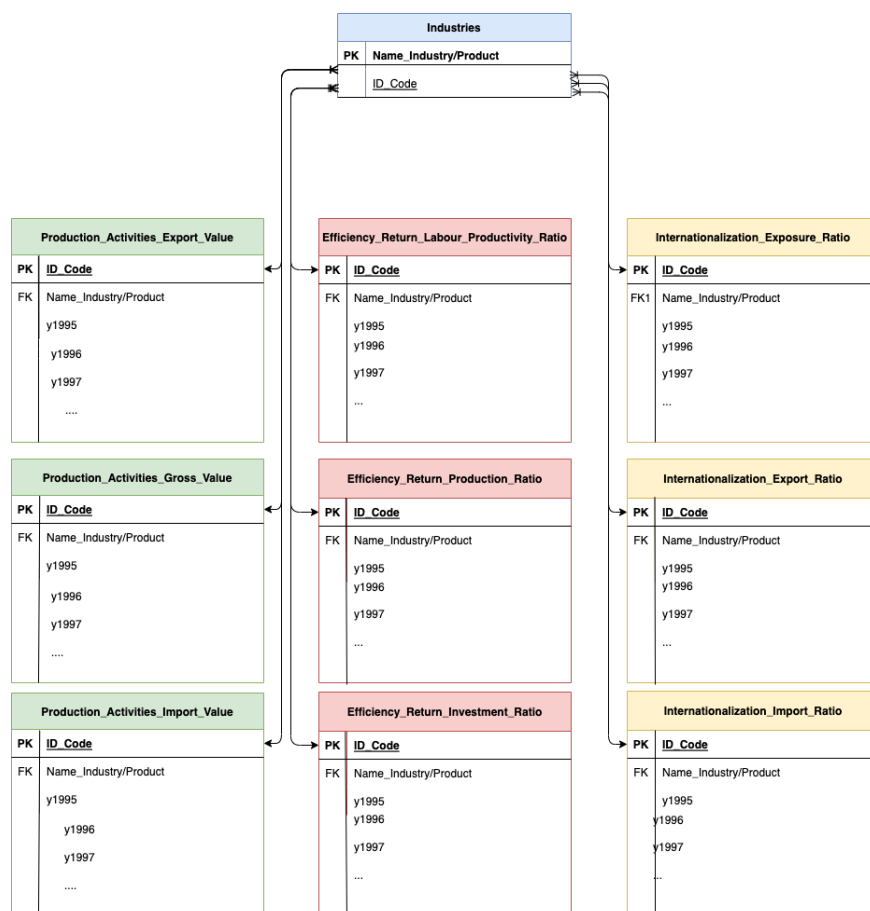 Industries
PK Name_Industry/Product
ID_Code
Production_Activities_Export_Value
PK ID_Code
FK Name_Industry/Product
y1995
y1996
y1997
....
Efficiency_Return_Labour_Productivity_Ratio
PK ID_Code
FK Name_Industry/Product
y1995
y1996
y1997
...
Internationalization_Exposure_Ratio
PK ID_Code
FK1 Name_Industry/Product
y1995
y1996
y1997
...
Production_Activities_Gross_Value
PK ID_Code
FK Name_Industry/Product
y1995
y1996
y1997
....
Efficiency_Return_Production_Ratio
PK ID_Code
FK Name_Industry/Product
y1995
y1996
y1997
...
Internationalization_Export_Ratio
PK ID_Code
FK Name_Industry/Product
y1995
y1996
y1997
...
Production_Activities_Import_Value
PK ID_Code
FK Name_Industry/Product
y1995
y1996
y1997
....
Efficiency_Return_Investment_Ratio
PK ID_Code
FK Name_Industry/Product
y1995
y1996
y1997
...
Internationalization_Import_Ratio
PK ID_Code
FK Name_Industry/Product
y1995
y1996
y1997
...